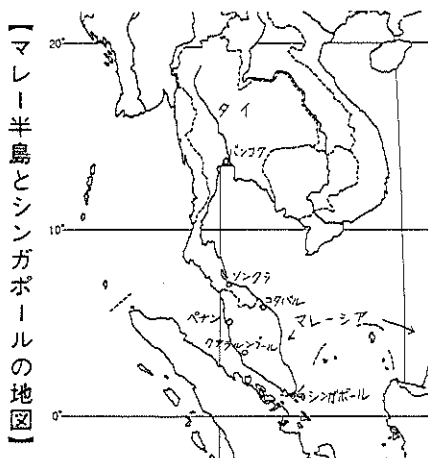 【マレー半島とシンガポールの地図】
20°
タイ
バンコク
10°
ソンクラ
コタバル
ペナン
マレーシア
クアラルンプール
シンガポール
0°